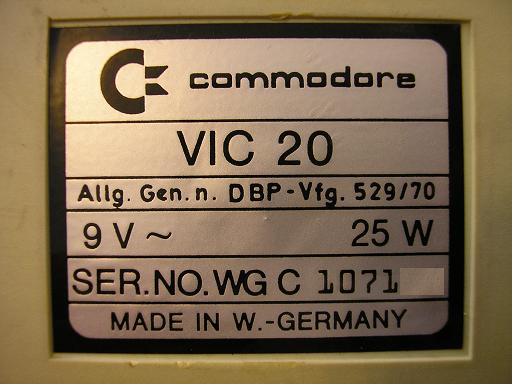 commodore
VIC 20
Allg. Gen. n. DBP-Vfg. 529/70
9 V ~ 25 W
SER.NO. WG C 1071
MADE IN W.-GERMANY